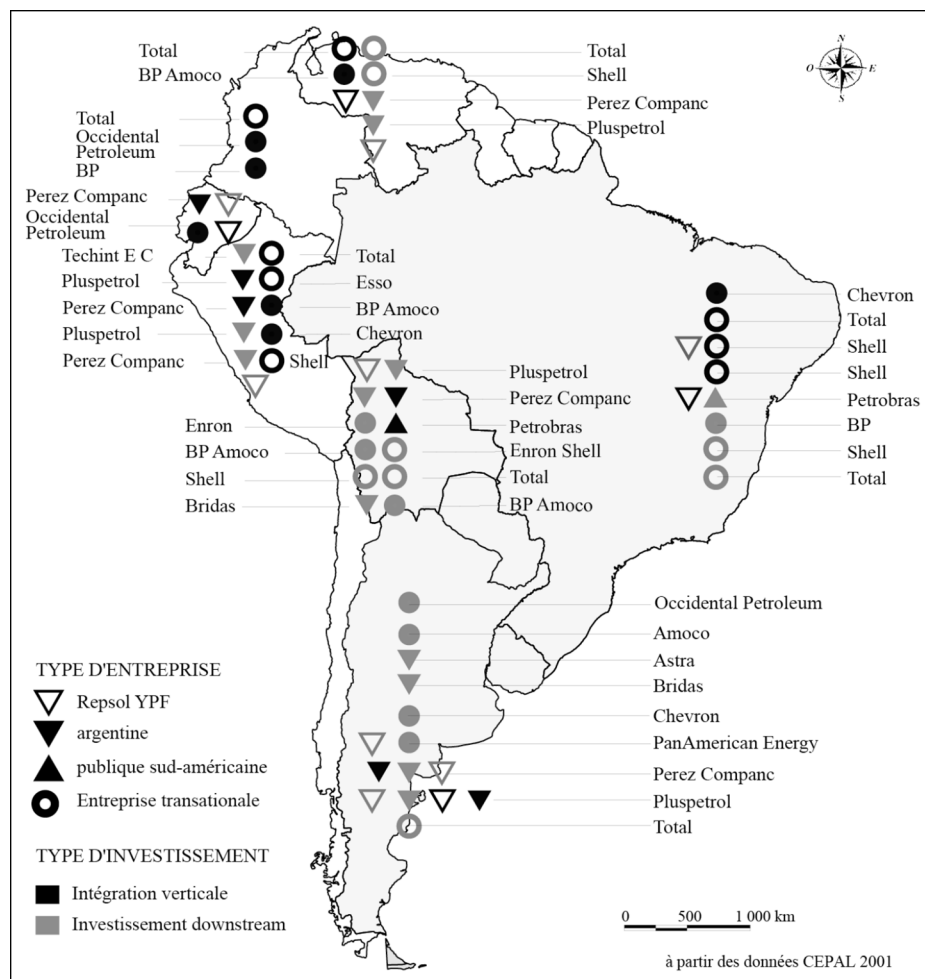 Total
BP Amoco
Total
Shell
Perez Companc
Pluspetrol
N
O
E
S
Total
Occidental
Petroleum
BP
Perez Companc
Occidental
Petroleum
Techint E C
Pluspetrol
Perez Companc
Pluspetrol
Perez Companc
Total
Esso
BP Amoco
Chevron
Shell
Chevron
Total
Shell
Shell
Petrobras
BP
Shell
Total
Enron
BP Amoco
Shell
Bridas
Pluspetrol
Perez Companc
Petrobras
Enron Shell
Total
BP Amoco
Occidental Petroleum
Amoco
Astra
Bridas
Chevron
PanAmerican Energy
Perez Companc
Pluspetrol
Total
TYPE D'ENTREPRISE
Repsol YPF
argentine
publique sud-américaine
Entreprise transationale
TYPE D'INVESTISSEMENT
Intégration verticale
Investissement downstream
0 500 1 000 km
à partir des données CEPAL 2001